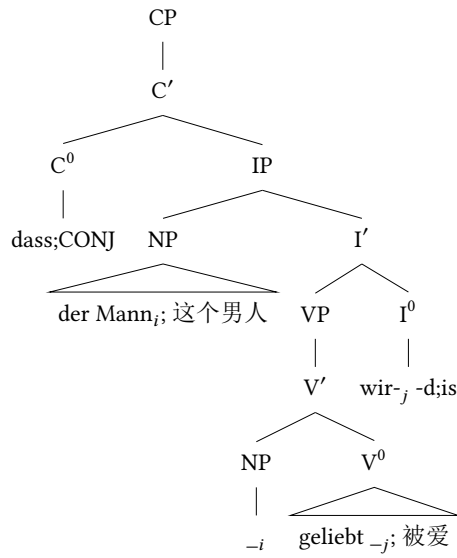 CP
C′
C⁰ IP
dass;CONJ NP I′
der Mannᵢ; 这个男人 VP I⁰
V′ wir-_j -d;is
NP V⁰
_i geliebt _j; 被爱